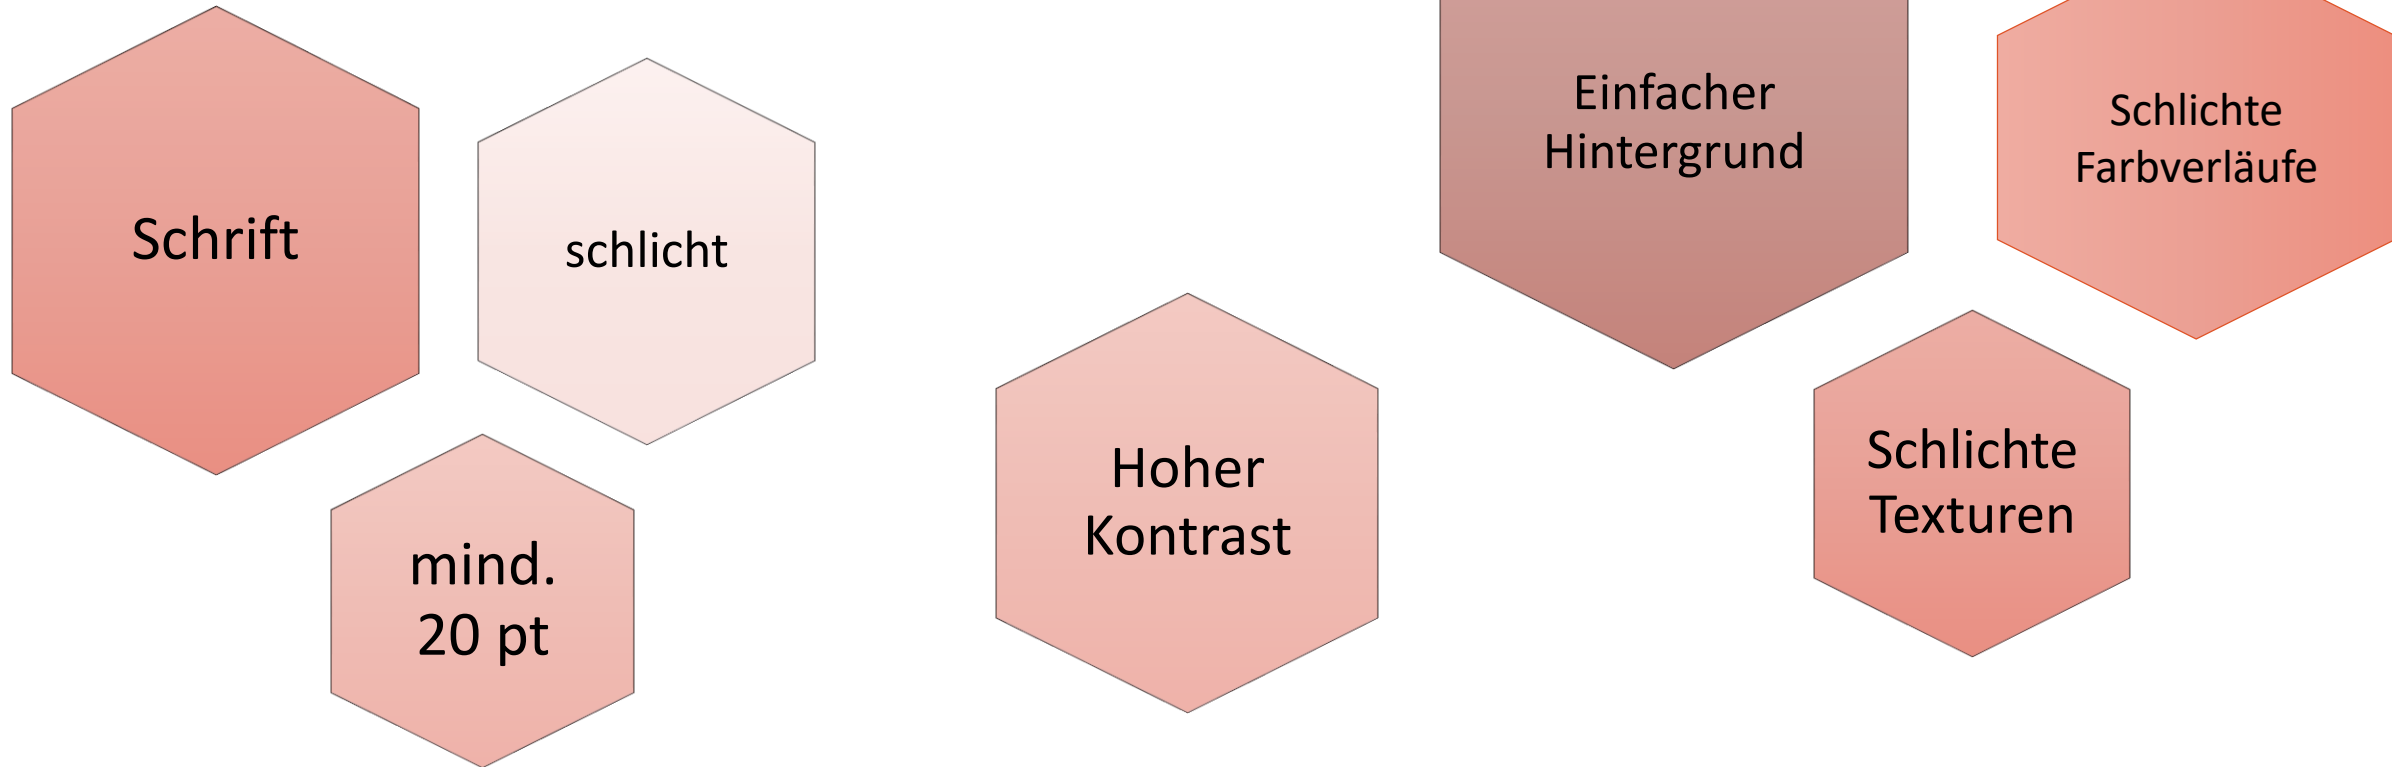 Schrift
schlicht
mind.
20 pt
Hoher
Kontrast
Einfacher
Hintergrund
Schlichte
Farbverläufe
Schlichte
Texturen